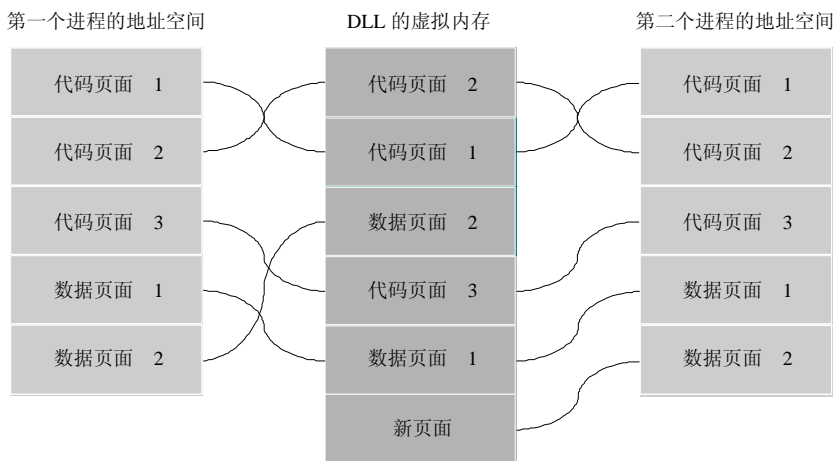 第一个进程的地址空间
DLL 的虚拟内存
第二个进程的地址空间
代码页面 1
代码页面 2
代码页面 1
代码页面 2
代码页面 1
代码页面 2
代码页面 3
数据页面 2
代码页面 3
数据页面 1
代码页面 3
数据页面 1
数据页面 2
数据页面 1
数据页面 2
新页面